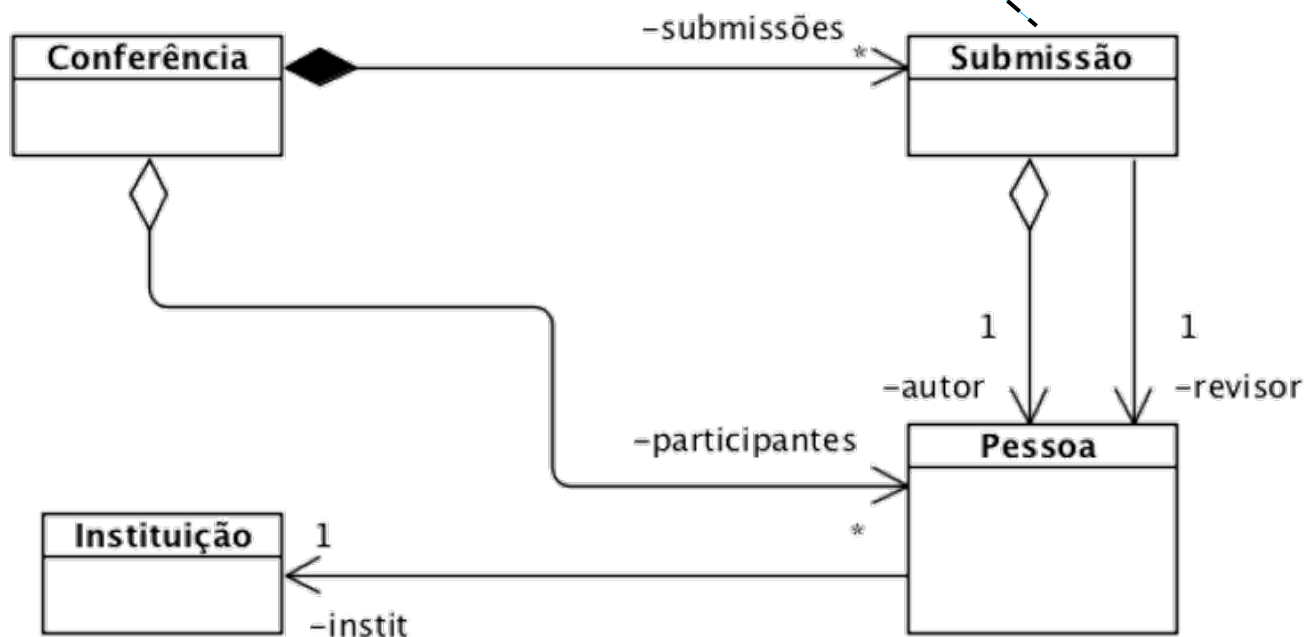 -submissões
Conferência
*
Submissão
1
1
-autor
-revisor
-participantes
Pessoa
*
Instituição
1
-instit